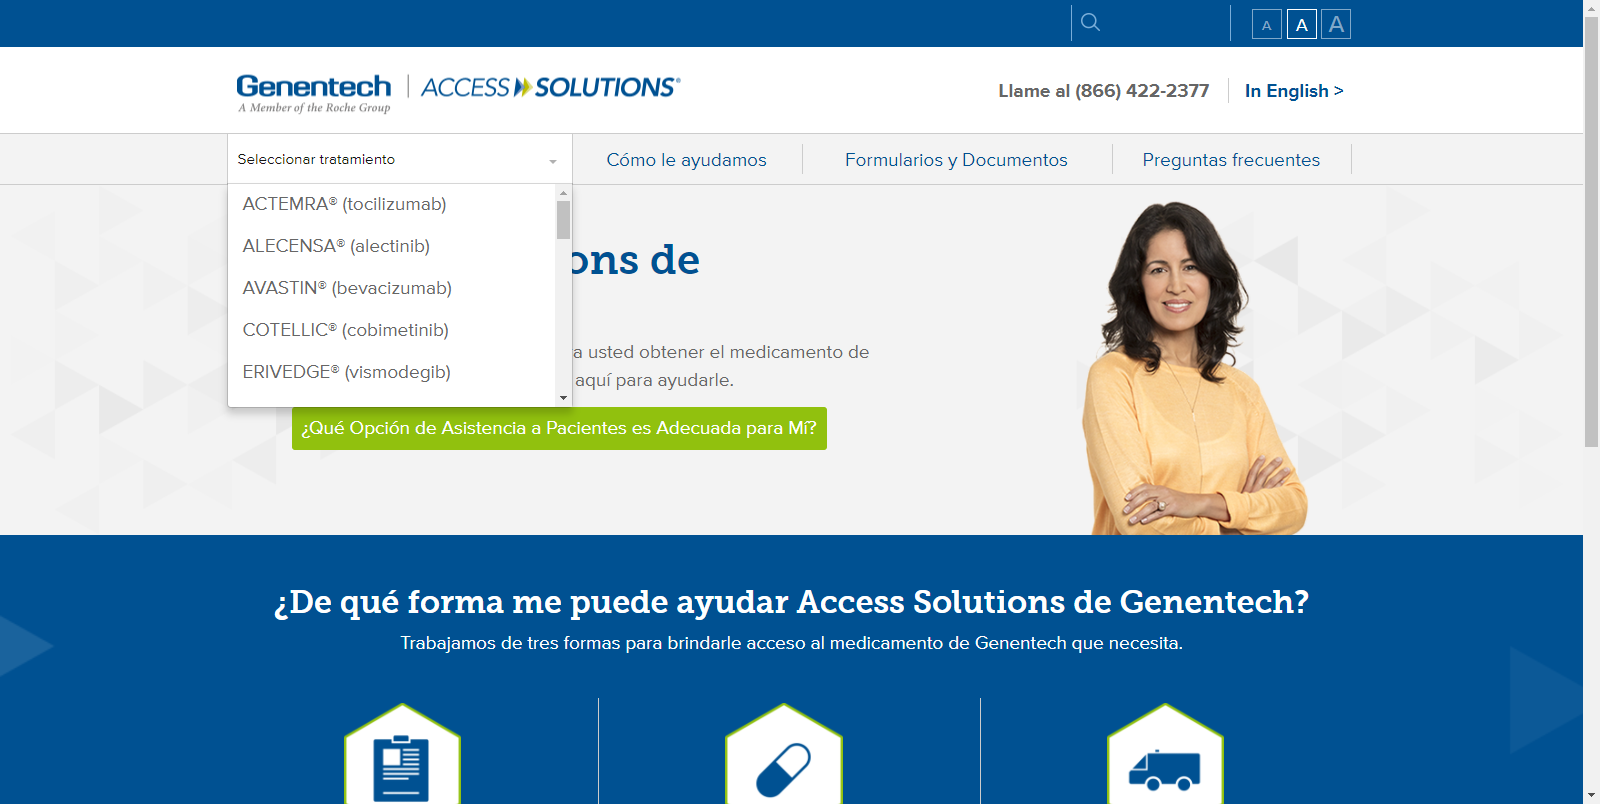 A A A
Genentech
A Member of the Roche Group
ACCESS SOLUTIONS®
Llame al (866) 422-2377
In English >
Seleccionar tratamiento
Cómo le ayudamos
Formularios y Documentos
Preguntas frecuentes
ACTEMRA® (tocilizumab)
ALECENSA® (alectinib)
AVASTIN® (bevacizumab)
COTELLIC® (cobimetinib)
ERIVEDGE® (vismodegib)
ons de
a usted obtener el medicamento de
aquí para ayudarle.
¿Qué Opción de Asistencia a Pacientes es Adecuada para Mí?
¿De qué forma me puede ayudar Access Solutions de Genentech?
Trabajamos de tres formas para brindarle acceso al medicamento de Genentech que necesita.